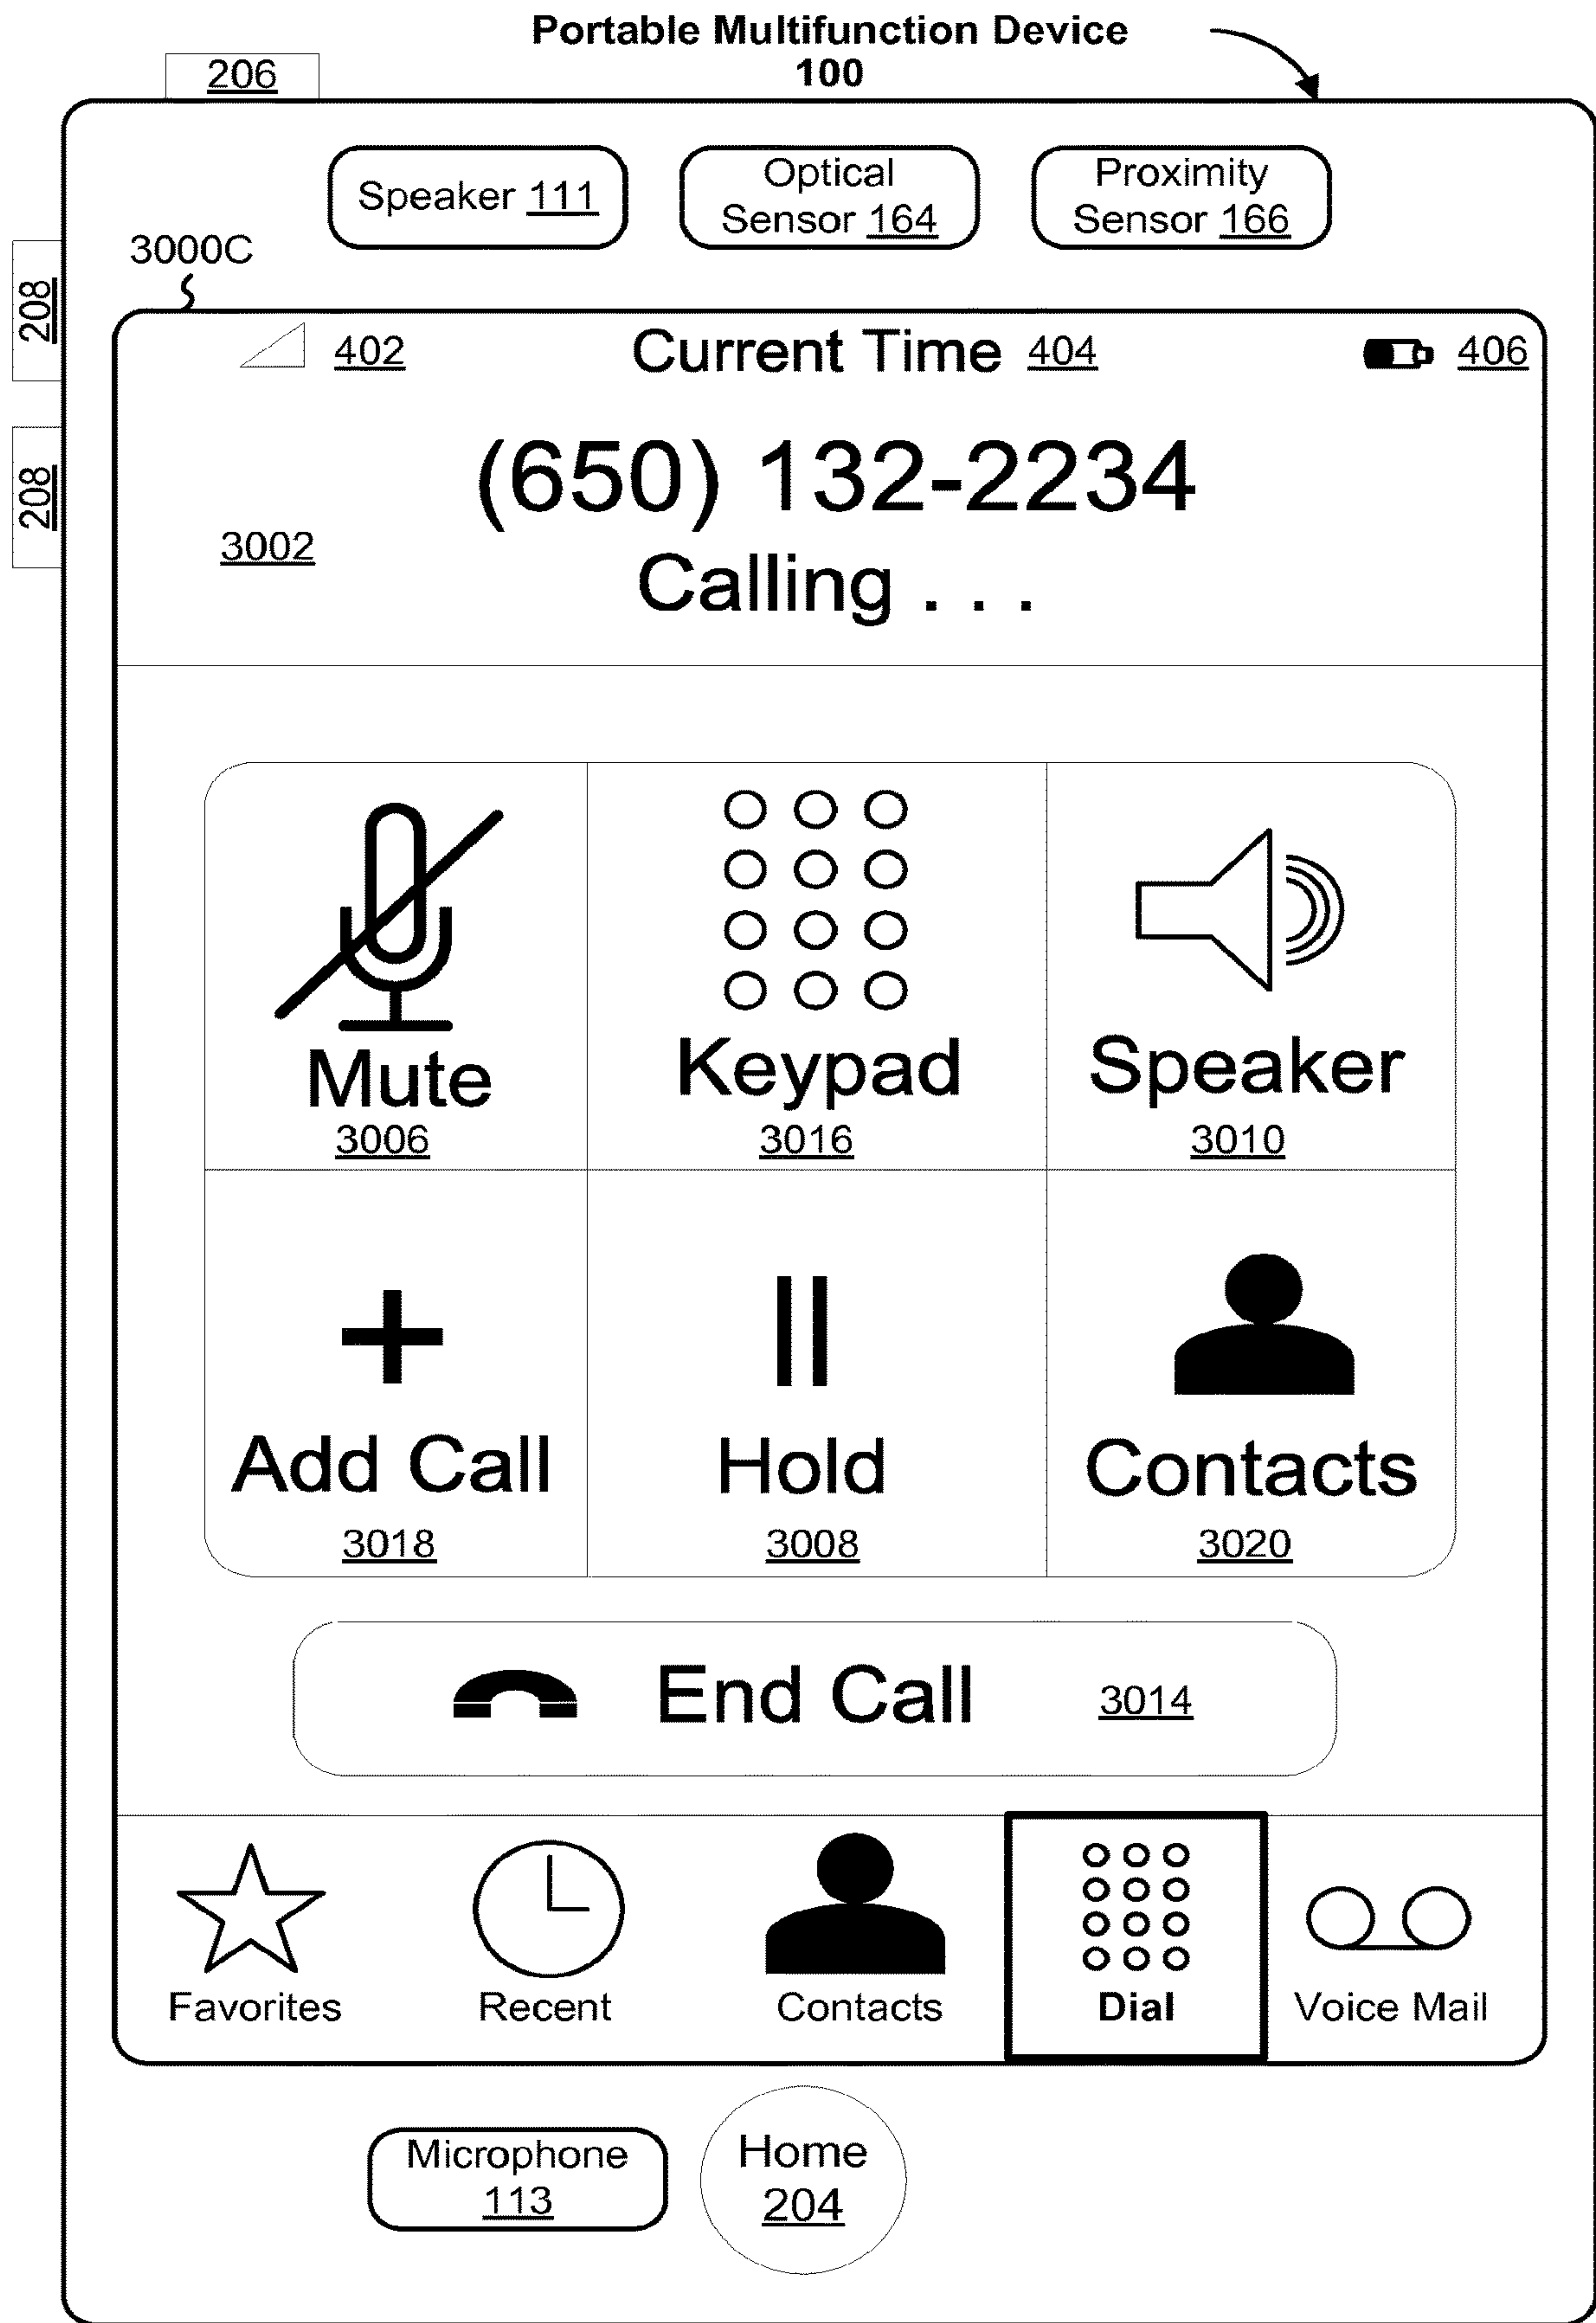 Portable Multifunction Device
100
206
Speaker 111
Optical
Sensor 164
Proximity
Sensor 166
3000C
208
208
402
Current Time 404
406
(650) 132-2234
3002
Calling . . .
Mute
3006
Keypad
3016
Speaker
3010
Add Call
3018
Hold
3008
Contacts
3020
End Call 3014
Favorites
Recent
Contacts
Dial
Voice Mail
Microphone
113
Home
204